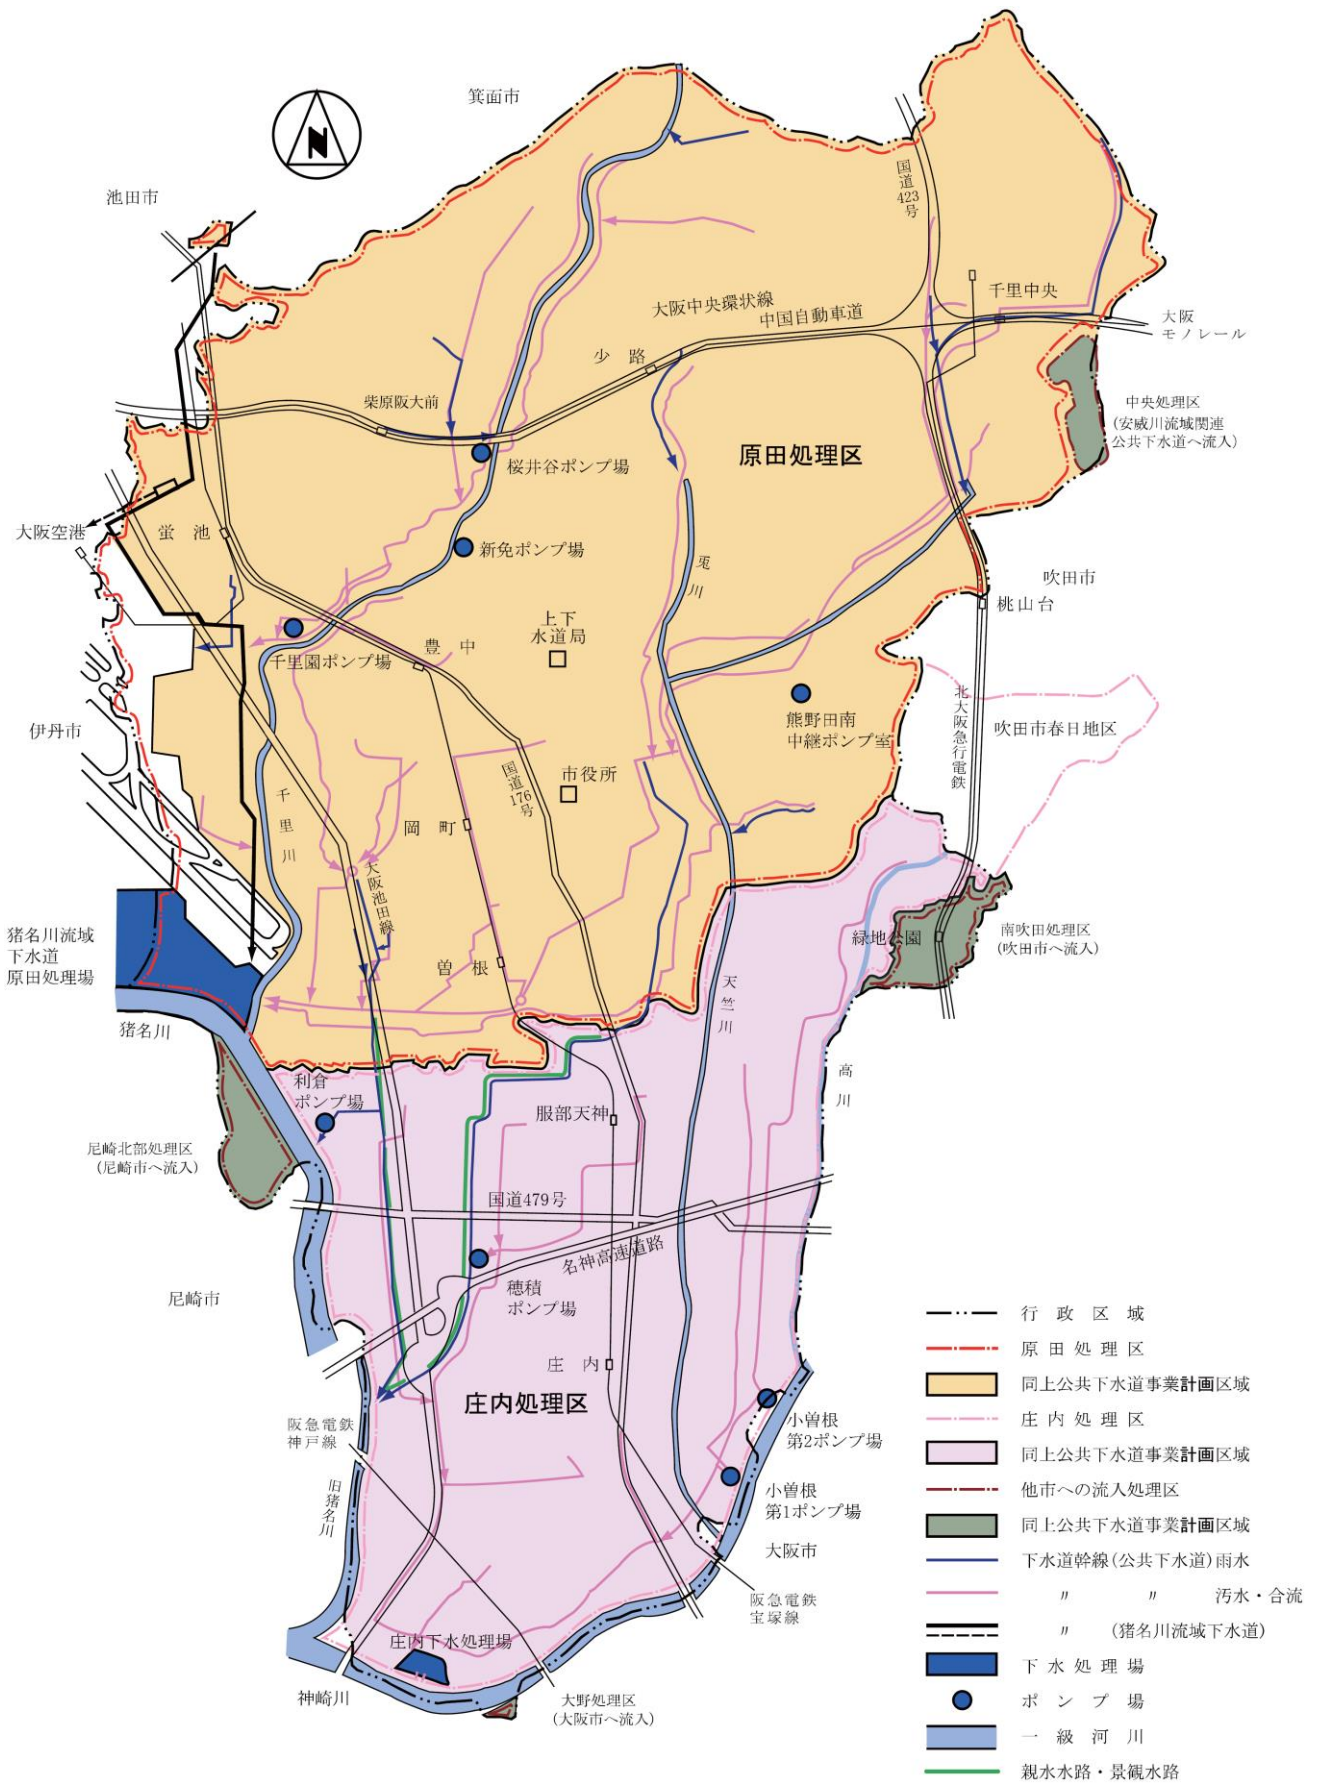 箕面市
N
池田市
国道423号
千里中央
大阪中央環状線
中国自動車道
大阪
モノレール
少路
柴原阪大前
中央処理区
(安威川流域関連
公共下水道へ流入)
原田処理区
桜井谷ポンプ場
大阪空港
蛍池
新免ポンプ場
兎川
吹田市
桃山台
上下
水道局
豊中
千里園ポンプ場
熊野田南
中継ポンプ室
北大阪急行電鉄
吹田市春日地区
伊丹市
国道176号
市役所
千里川
岡町
大阪池田線
猪名川流域
下水道
原田処理場
緑地公園
南吹田処理区
(吹田市へ流入)
曽根
天竺川
猪名川
高川
利倉
ポンプ場
服部天神
尼崎北部処理区
(尼崎市へ流入)
国道479号
名神高速道路
尼崎市
穂積
ポンプ場
庄内
庄内処理区
阪急電鉄
神戸線
小曽根
第2ポンプ場
旧猪名川
小曽根
第1ポンプ場
大阪市
阪急電鉄
宝塚線
庄内下水処理場
神崎川
大野処理区
(大阪市へ流入)
行政区域
原田処理区
同上公共下水道事業計画区域
庄内処理区
同上公共下水道事業計画区域
他市への流入処理区
同上公共下水道事業計画区域
下水道幹線(公共下水道)雨水
〃 〃 汚水・合流
〃 (猪名川流域下水道)
下水処理場
ポンプ場
一級河川
親水水路・景観水路